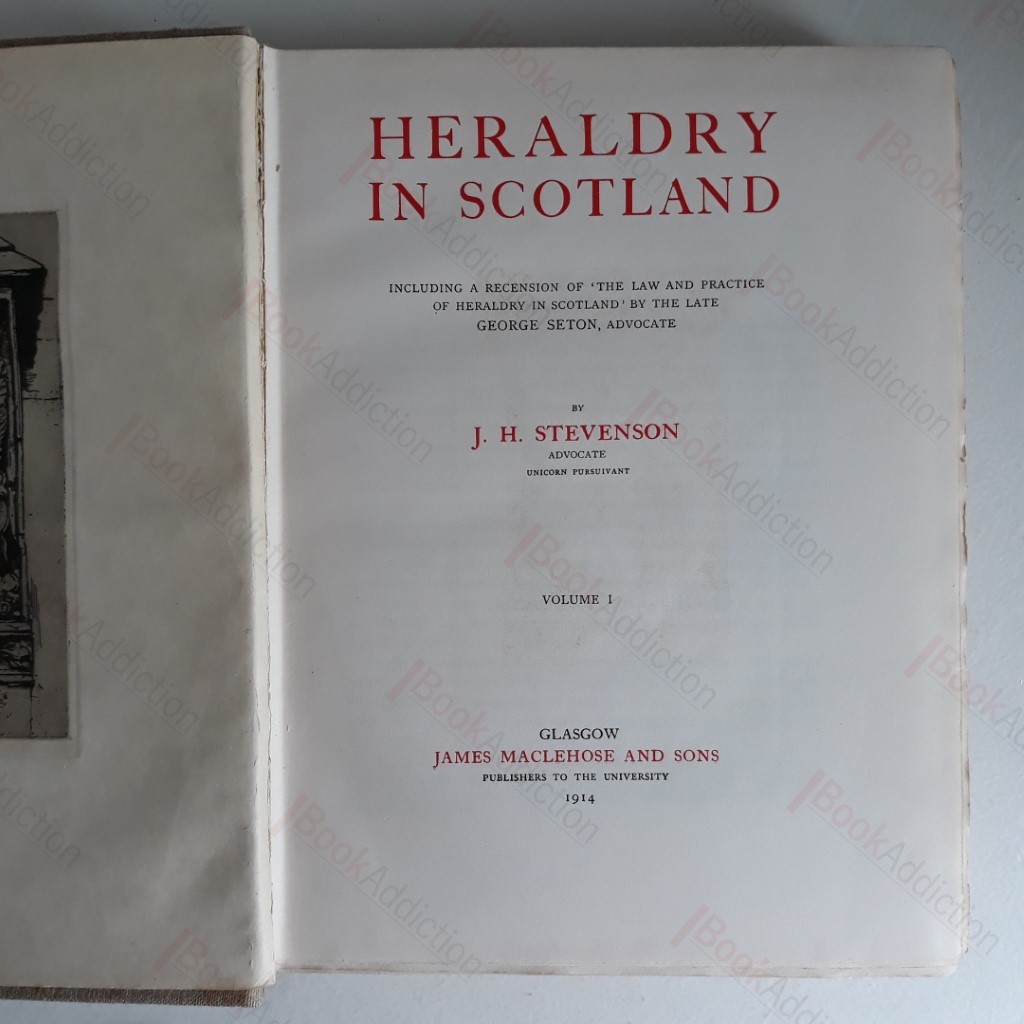 HERALDRY
IN SCOTLAND
INCLUDING A RECENSION OF ‘THE LAW AND PRACTICE
OF HERALDRY IN SCOTLAND’ BY THE LATE
GEORGE SETON, ADVOCATE
BY
J. H. STEVENSON
ADVOCATE
UNICORN PURSUIVANT
VOLUME I
GLASGOW
JAMES MACLEHOSE AND SONS
PUBLISHERS TO THE UNIVERSITY
1914
BookAddiction